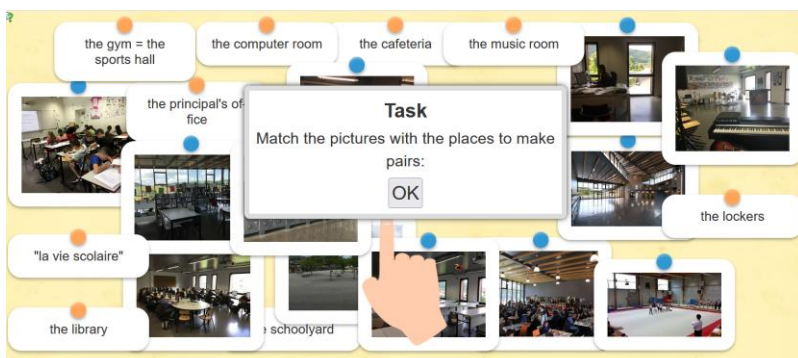 the gym = the
sports hall
the computer room
the cafeteria
the music room
the principal's of-
fice
Task
Match the pictures with the places to make
pairs:
OK
the lockers
"la vie scolaire"
the library
schoolyard